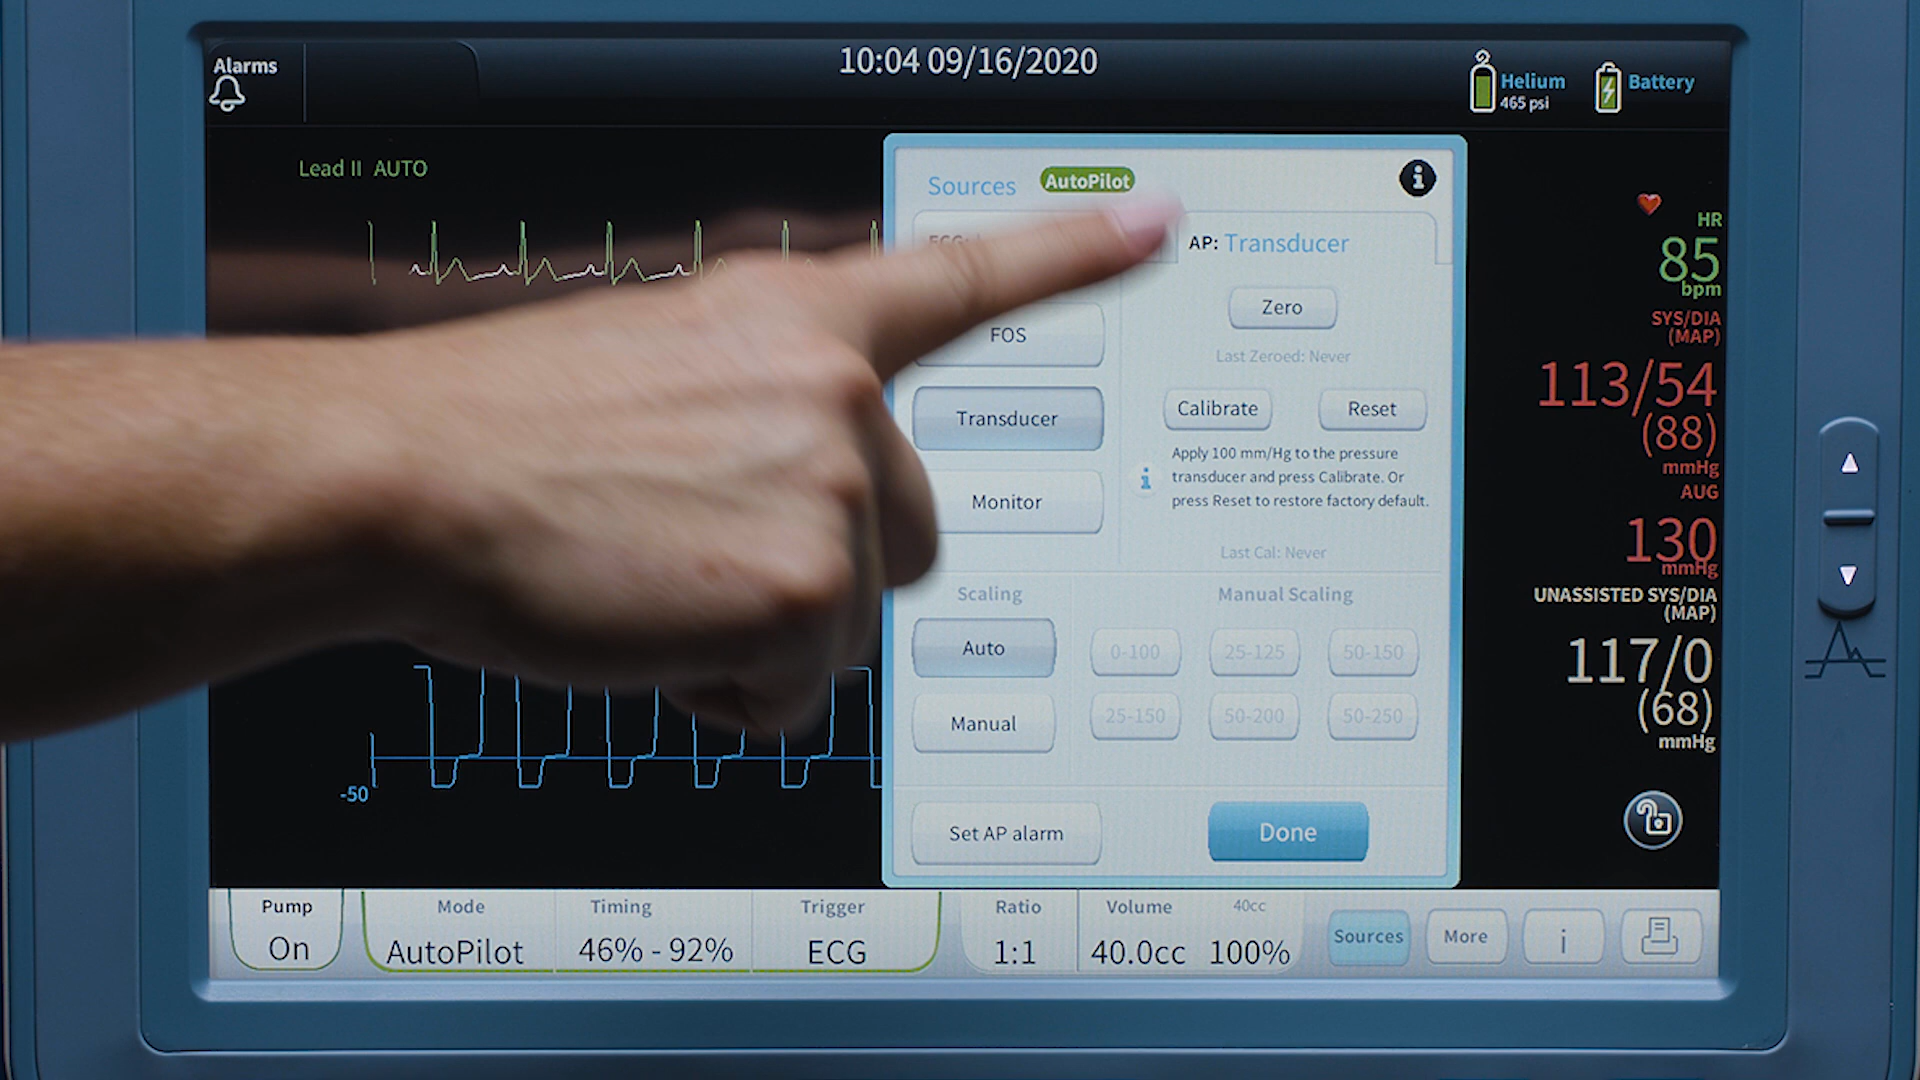 Alarms
10:04 09/16/2020
Helium
465 psi
Battery
Lead II AUTO
Sources
AutoPilot
ECG:
AP: Transducer
FOS
Transducer
Monitor
Zero
Last Zeroed: Never
Calibrate
Reset
Apply 100 mm/Hg to the pressure
transducer and press Calibrate. Or
press Reset to restore factory default.
Last Cal: Never
Scaling
Auto
Manual
Manual Scaling
0-100
25-125
50-150
25-150
50-200
50-250
Set AP alarm
Done
HR
85
bpm
SYS/DIA
(MAP)
113/54
(88)
mmHg
AUG
130
mmHg
UNASSISTED SYS/DIA
(MAP)
117/0
(68)
mmHg
-50
Pump
On
Mode
AutoPilot
Timing
46% - 92%
Trigger
ECG
Ratio
1:1
Volume
40.0cc
40cc
100%
Sources
More
i